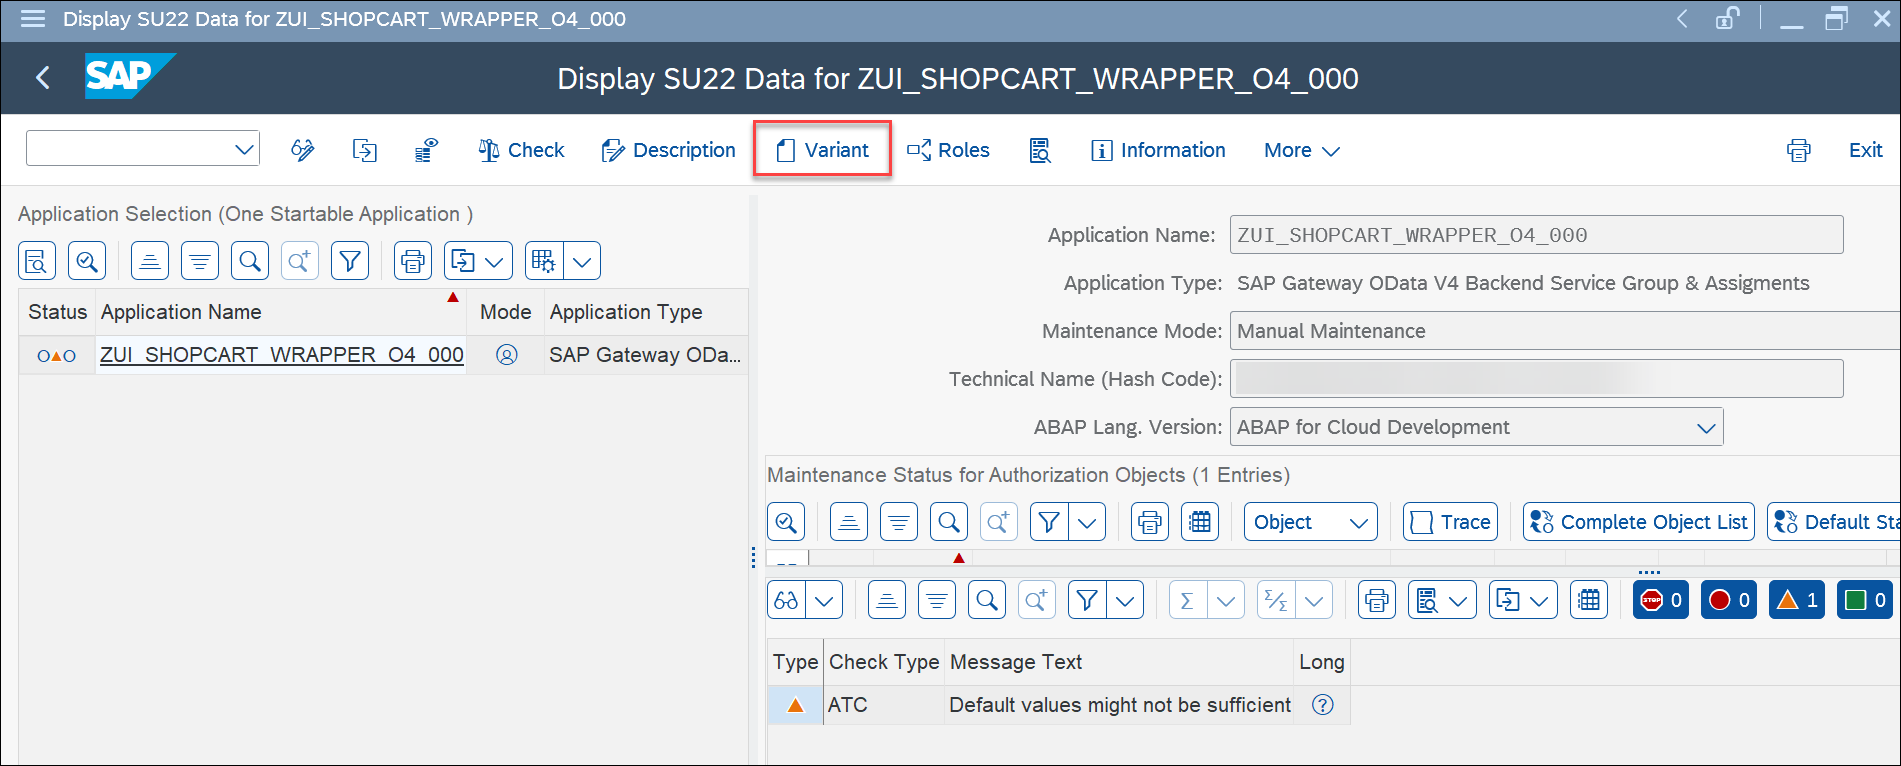 Display SU22 Data for ZUI_SHOPCART_WRAPPER_O4_000
SAP
Display SU22 Data for ZUI_SHOPCART_WRAPPER_O4_000
Check Description Variant Roles Information More Exit
Application Selection (One Startable Application )
Status Application Name Mode Application Type
ZUI_SHOPCART_WRAPPER_O4_000 SAP Gateway ODa...
Application Name: ZUI_SHOPCART_WRAPPER_O4_000
Application Type: SAP Gateway OData V4 Backend Service Group & Assigments
Maintenance Mode: Manual Maintenance
Technical Name (Hash Code):
ABAP Lang. Version: ABAP for Cloud Development
Maintenance Status for Authorization Objects (1 Entries)
Object Trace Complete Object List Default Sta
STOP 0 0 1 0
Type Check Type Message Text Long
ATC Default values might not be sufficient